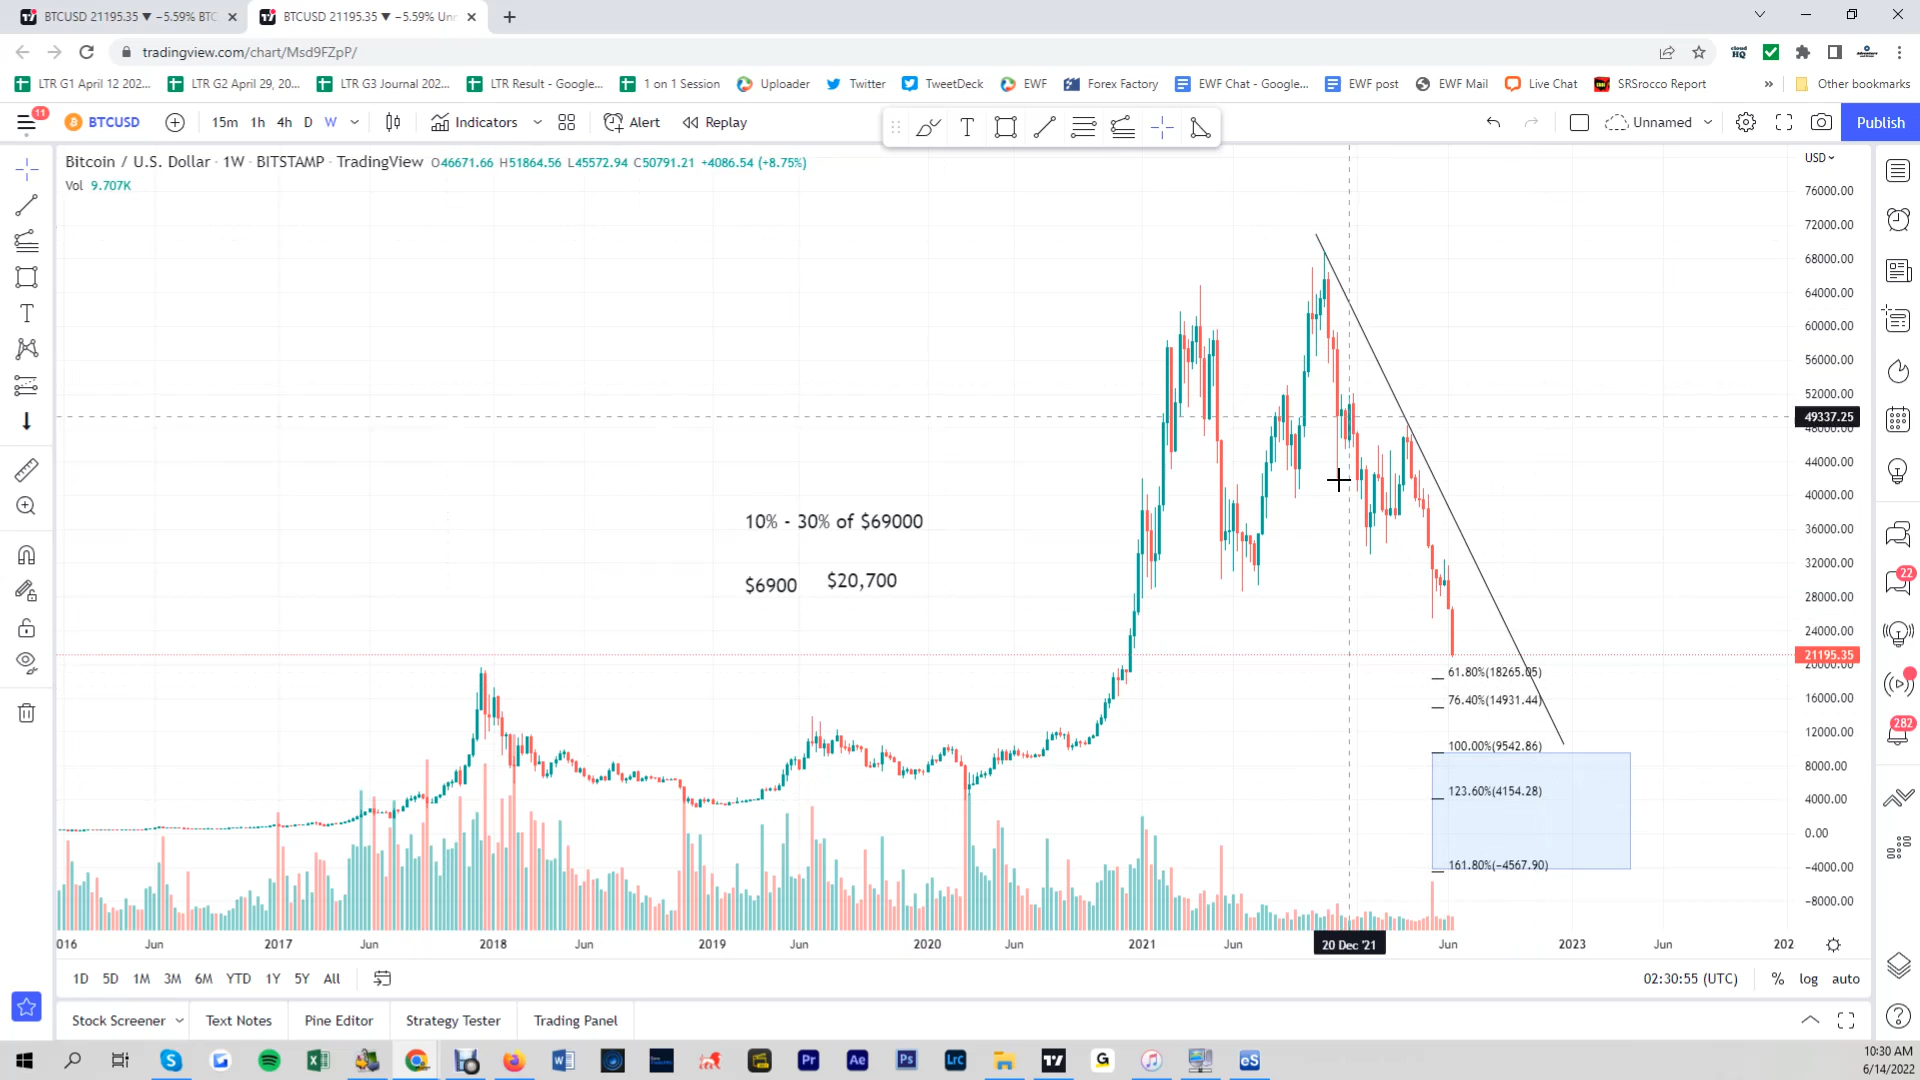 BTCUSD 21195.35 ▼ −5.59% BTC
BTCUSD 21195.35 ▼ −5.59% Unn
tradingview.com/chart/Msd9FZpP/
LTR G1 April 12 202...
LTR G2 April 29, 20...
LTR G3 Journal 202...
LTR Result - Google...
1 on 1 Session
Uploader
Twitter
TweetDeck
EWF
Forex Factory
EWF Chat - Google...
EWF post
EWF Mail
Live Chat
SRSrocco Report
»
Other bookmarks
11
BTCUSD
15m 1h 4h D W
Indicators
Alert
Replay
Unnamed
Publish
Bitcoin / U.S. Dollar · 1W · BITSTAMP · TradingView O46671.66 H51864.56 L45572.94 C50791.21 +4086.54 (+8.75%)
Vol 9.707K
USD
76000.00
72000.00
68000.00
64000.00
60000.00
56000.00
52000.00
49337.25
48000.00
44000.00
40000.00
36000.00
32000.00
28000.00
24000.00
21195.35
20000.00
16000.00
12000.00
8000.00
4000.00
0.00
−4000.00
−8000.00
10% - 30% of $69000
$6900 $20,700
61.80%(18265.05)
76.40%(14931.44)
100.00%(9542.86)
123.60%(4154.28)
161.80%(−4567.90)
22
282
016 Jun 2017 Jun 2018 Jun 2019 Jun 2020 Jun 2021 Jun 20 Dec '21 Jun 2023 Jun 202
1D 5D 1M 3M 6M YTD 1Y 5Y All
02:30:55 (UTC) % log auto
Stock Screener Text Notes Pine Editor Strategy Tester Trading Panel
10:30 AM
6/14/2022